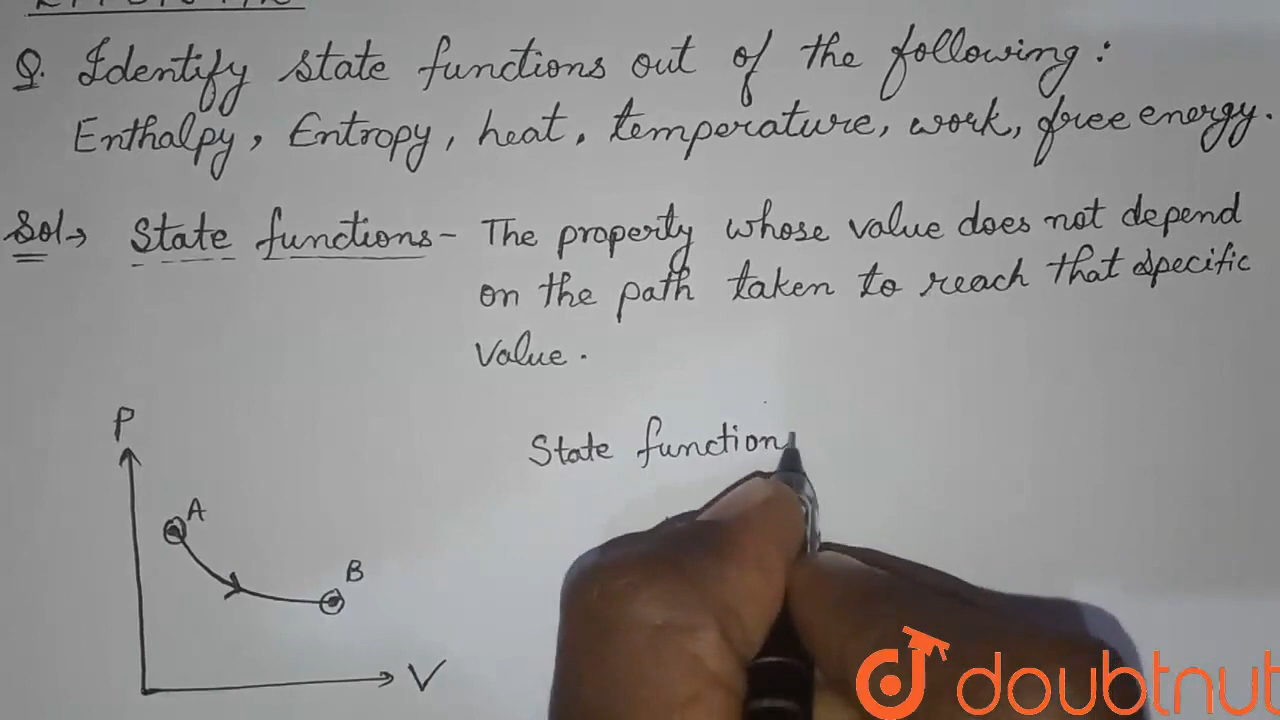 Q. Identify state functions out of the following:
Enthalpy, Entropy, heat, temperature, work, free energy.
Sol→ State functions - The property whose value does not depend
on the path taken to reach that specific
value.
P
State function
A
B
V
doubtnut